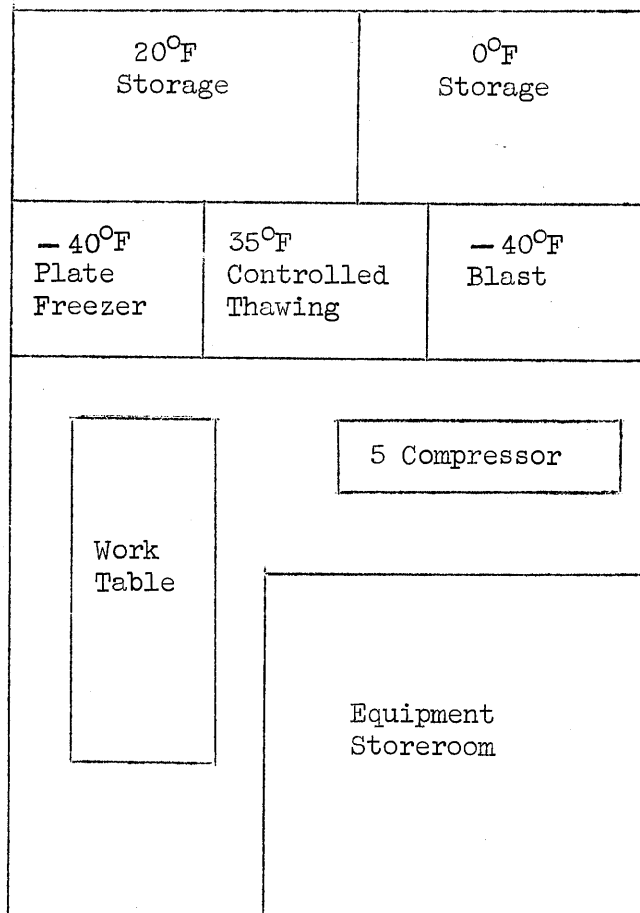 20°F
Storage
0°F
Storage
— 40°F
Plate
Freezer
35°F
Controlled
Thawing
— 40°F
Blast
5 Compressor
Work
Table
Equipment
Storeroom